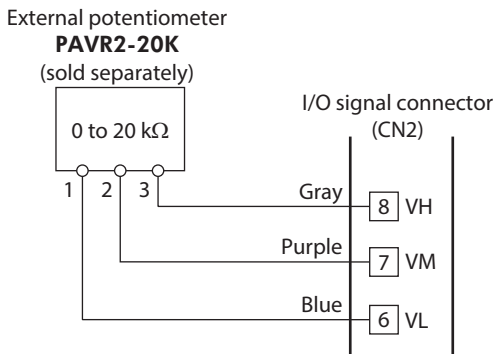 External potentiometer
PAVR2-20K
(sold separately)
0 to 20 kΩ
1 2 3
I/O signal connector
(CN2)
Gray 8 VH
Purple 7 VM
Blue 6 VL